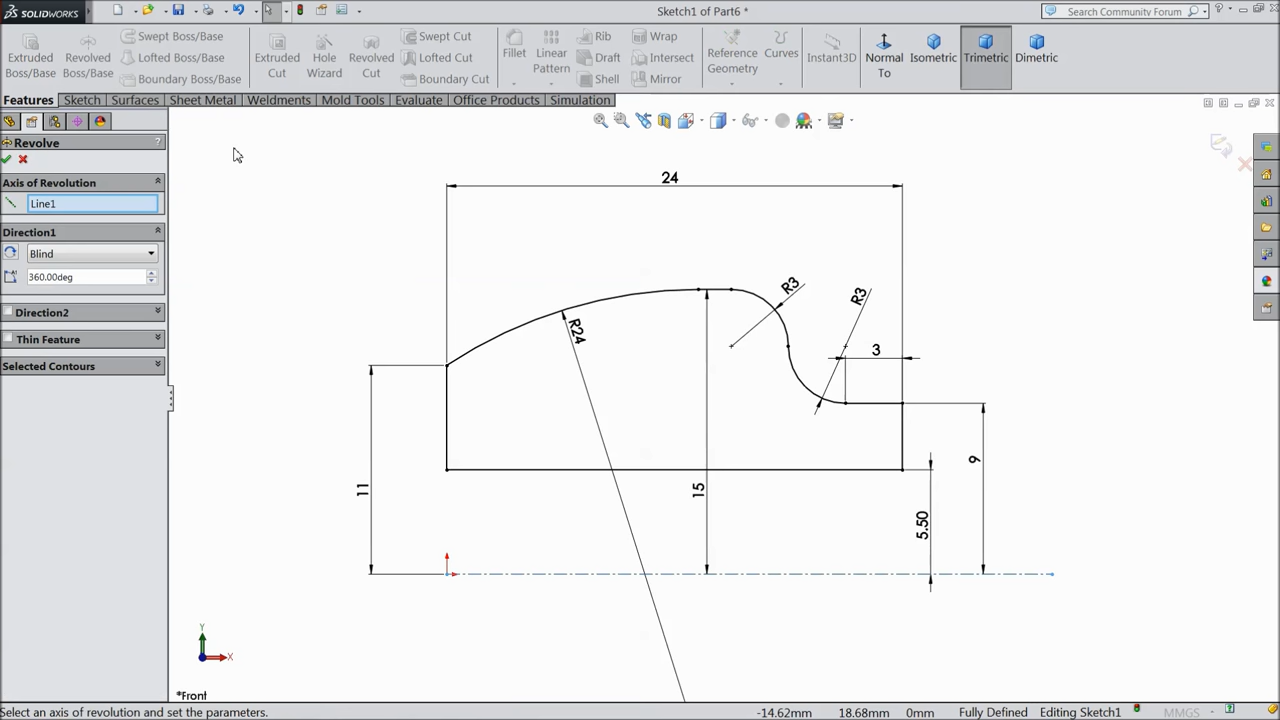 SOLIDWORKS
Sketch1 of Part6 *
Search Community Forum
Extruded Boss/Base
Revolved Boss/Base
Swept Boss/Base
Lofted Boss/Base
Boundary Boss/Base
Extruded Cut
Hole Wizard
Revolved Cut
Swept Cut
Lofted Cut
Boundary Cut
Fillet
Linear Pattern
Rib
Draft
Shell
Wrap
Intersect
Mirror
Reference Geometry
Curves
Instant3D
Normal To
Isometric
Trimetric
Dimetric
Features Sketch Surfaces Sheet Metal Weldments Mold Tools Evaluate Office Products Simulation
Revolve ?
Axis of Revolution
Line1
Direction1
Blind
360.00deg
Direction2
Thin Feature
Selected Contours
24
R3
R3
R24
3
11
15
9
5.50
Y
X
*Front
Select an axis of revolution and set the parameters.
-14.62mm 18.68mm 0mm Fully Defined Editing Sketch1 MMGS